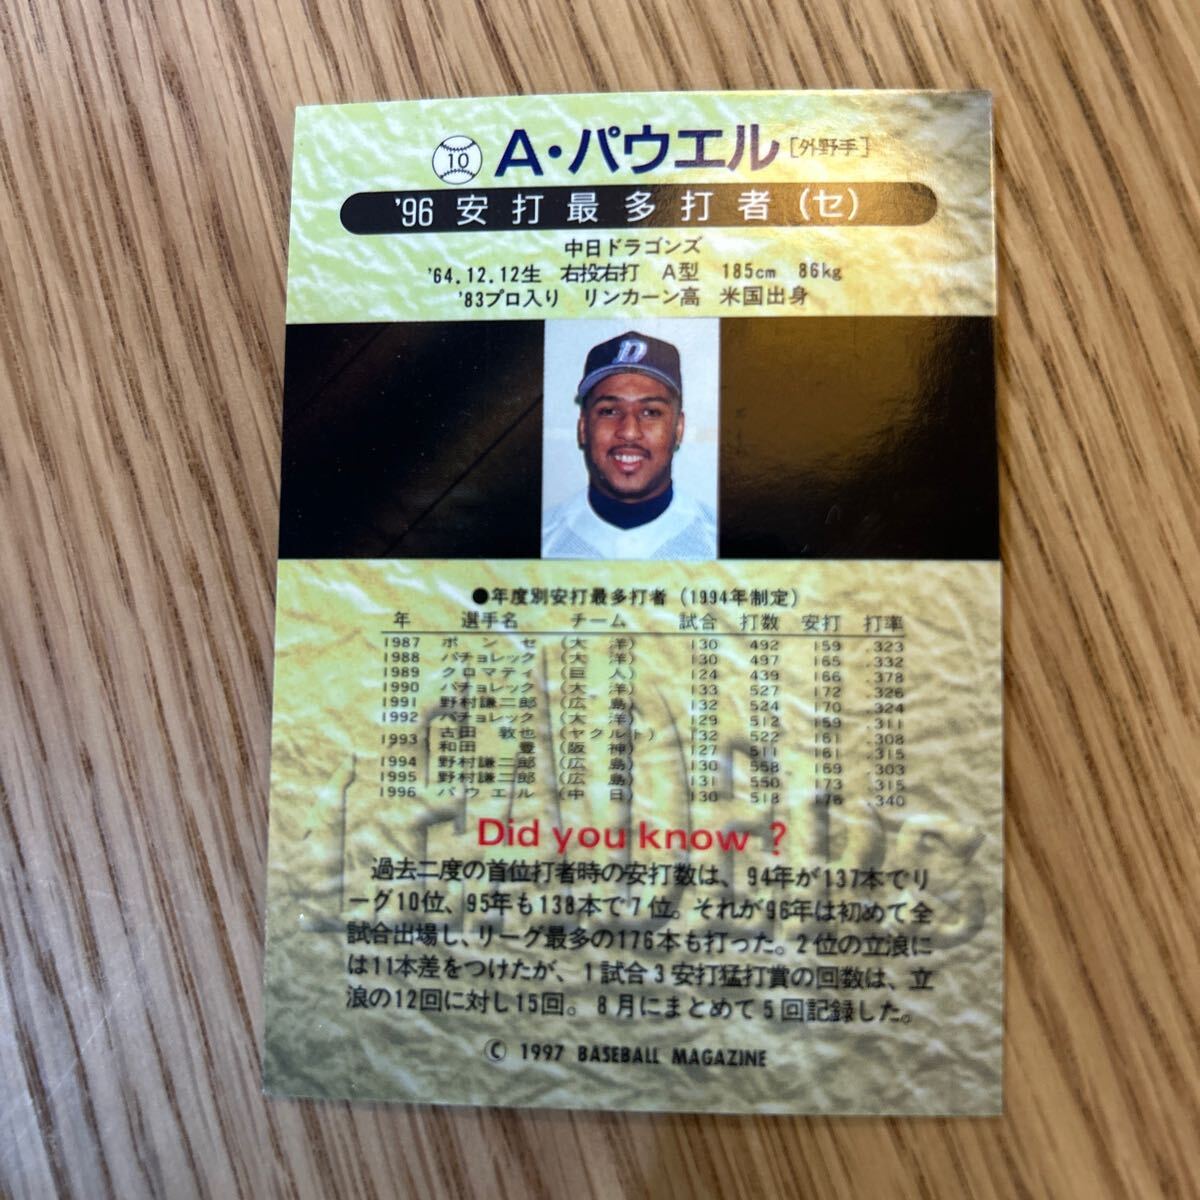 10 A・パウエル [外野手]
'96 安打最多打者(セ)
中日ドラゴンズ
'64.12.12生 右投右打 A型 185cm 86kg
'83プロ入り リンカーン高 米国出身
D
●年度別安打最多打者(1994年制定)
年 選手名 チーム 試合 打数 安打 打率
1987 ポンセ (大洋) 130 492 159 .323
1988 パチョレック (大洋) 130 497 165 .332
1989 クロマティ (巨人) 124 439 166 .378
1990 パチョレック (大洋) 133 527 172 .326
1991 野村謙二郎 (広島) 132 524 170 .324
1992 パチョレック (大洋) 129 512 159 .311
1993 古田敦也 (ヤクルト) 132 522 161 .308
和田豊 (阪神) 127 511 161 .315
1994 野村謙二郎 (広島) 130 558 169 .303
1995 野村謙二郎 (広島) 131 550 173 .315
1996 パウエル (中日) 130 518 176 .340
LEADERS
Did you know ?
過去二度の首位打者時の安打数は、94年が137本でリ
ーグ10位、95年も138本で7位。それが96年は初めて全
試合出場し、リーグ最多の176本も打った。2位の立浪に
は11本差をつけたが、1試合3安打猛打賞の回数は、立
浪の12回に対し15回。8月にまとめて5回記録した。
© 1997 BASEBALL MAGAZINE